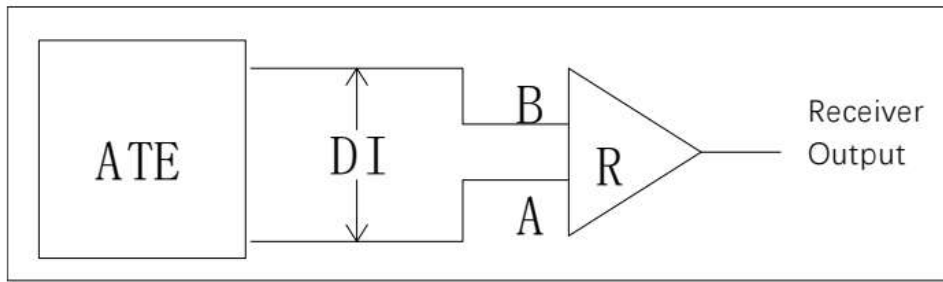 ATE
DI
B
A
R
Receiver
Output